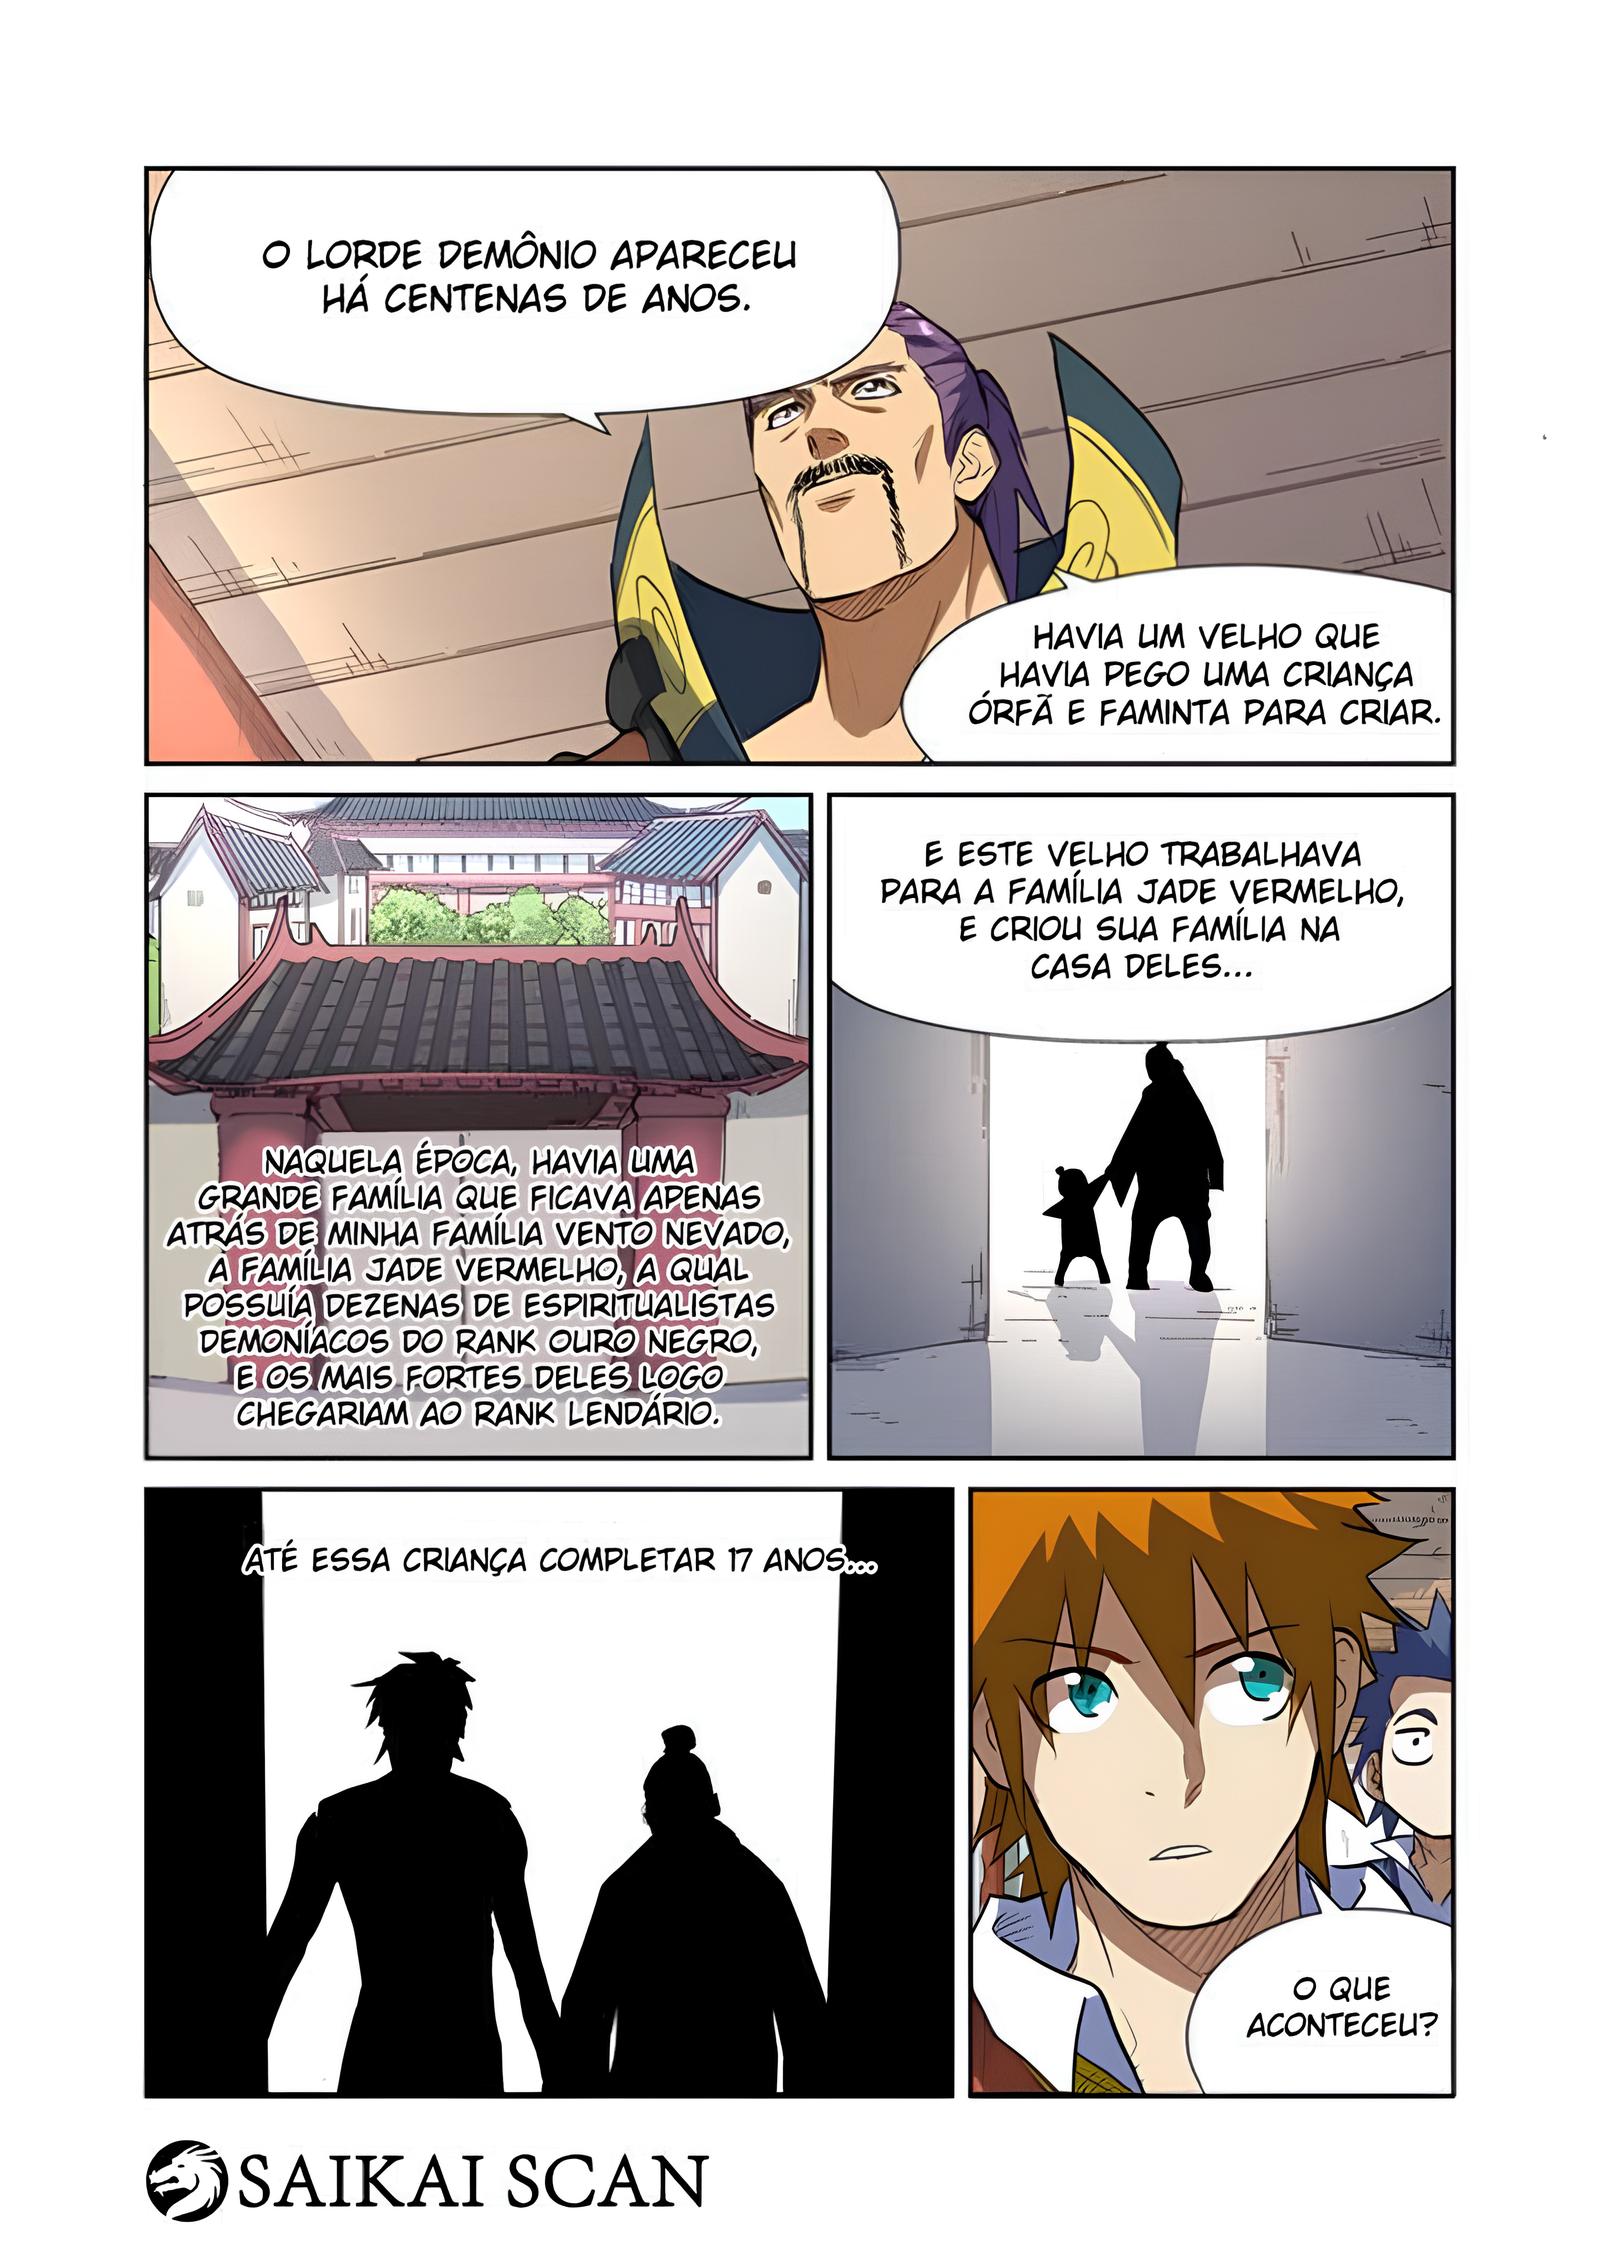 O LORDE DEMÔNIO APARECEU
HÁ CENTENAS DE ANOS.
HAVIA UM VELHO QUE
HAVIA PEGO UMA CRIANÇA
ÓRFÃ E FAMINTA PARA CRIAR.
NAQUELA ÉPOCA, HAVIA UMA
GRANDE FAMÍLIA QUE FICAVA APENAS
ATRÁS DE MINHA FAMÍLIA VENTO NEVADO,
A FAMÍLIA JADE VERMELHO, A QUAL
POSSUÍA DEZENAS DE ESPIRITUALISTAS
DEMONÍACOS DO RANK OURO NEGRO,
E OS MAIS FORTES DELES LOGO
CHEGARIAM AO RANK LENDÁRIO.
E ESTE VELHO TRABALHAVA
PARA A FAMÍLIA JADE VERMELHO,
E CRIOU SUA FAMÍLIA NA
CASA DELES...
ATÉ ESSA CRIANÇA COMPLETAR 17 ANOS...
O QUE
ACONTECEU?
SAIKAI SCAN